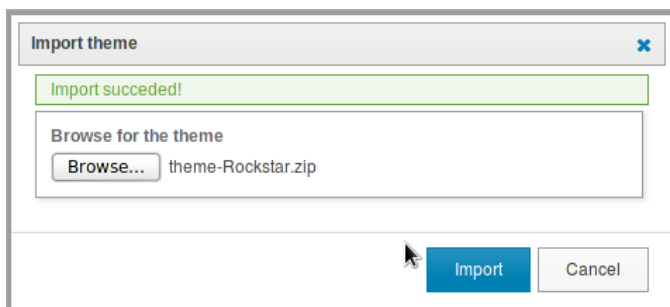 Import theme
Import succeded!
Browse for the theme
Browse... theme-Rockstar.zip
Import Cancel